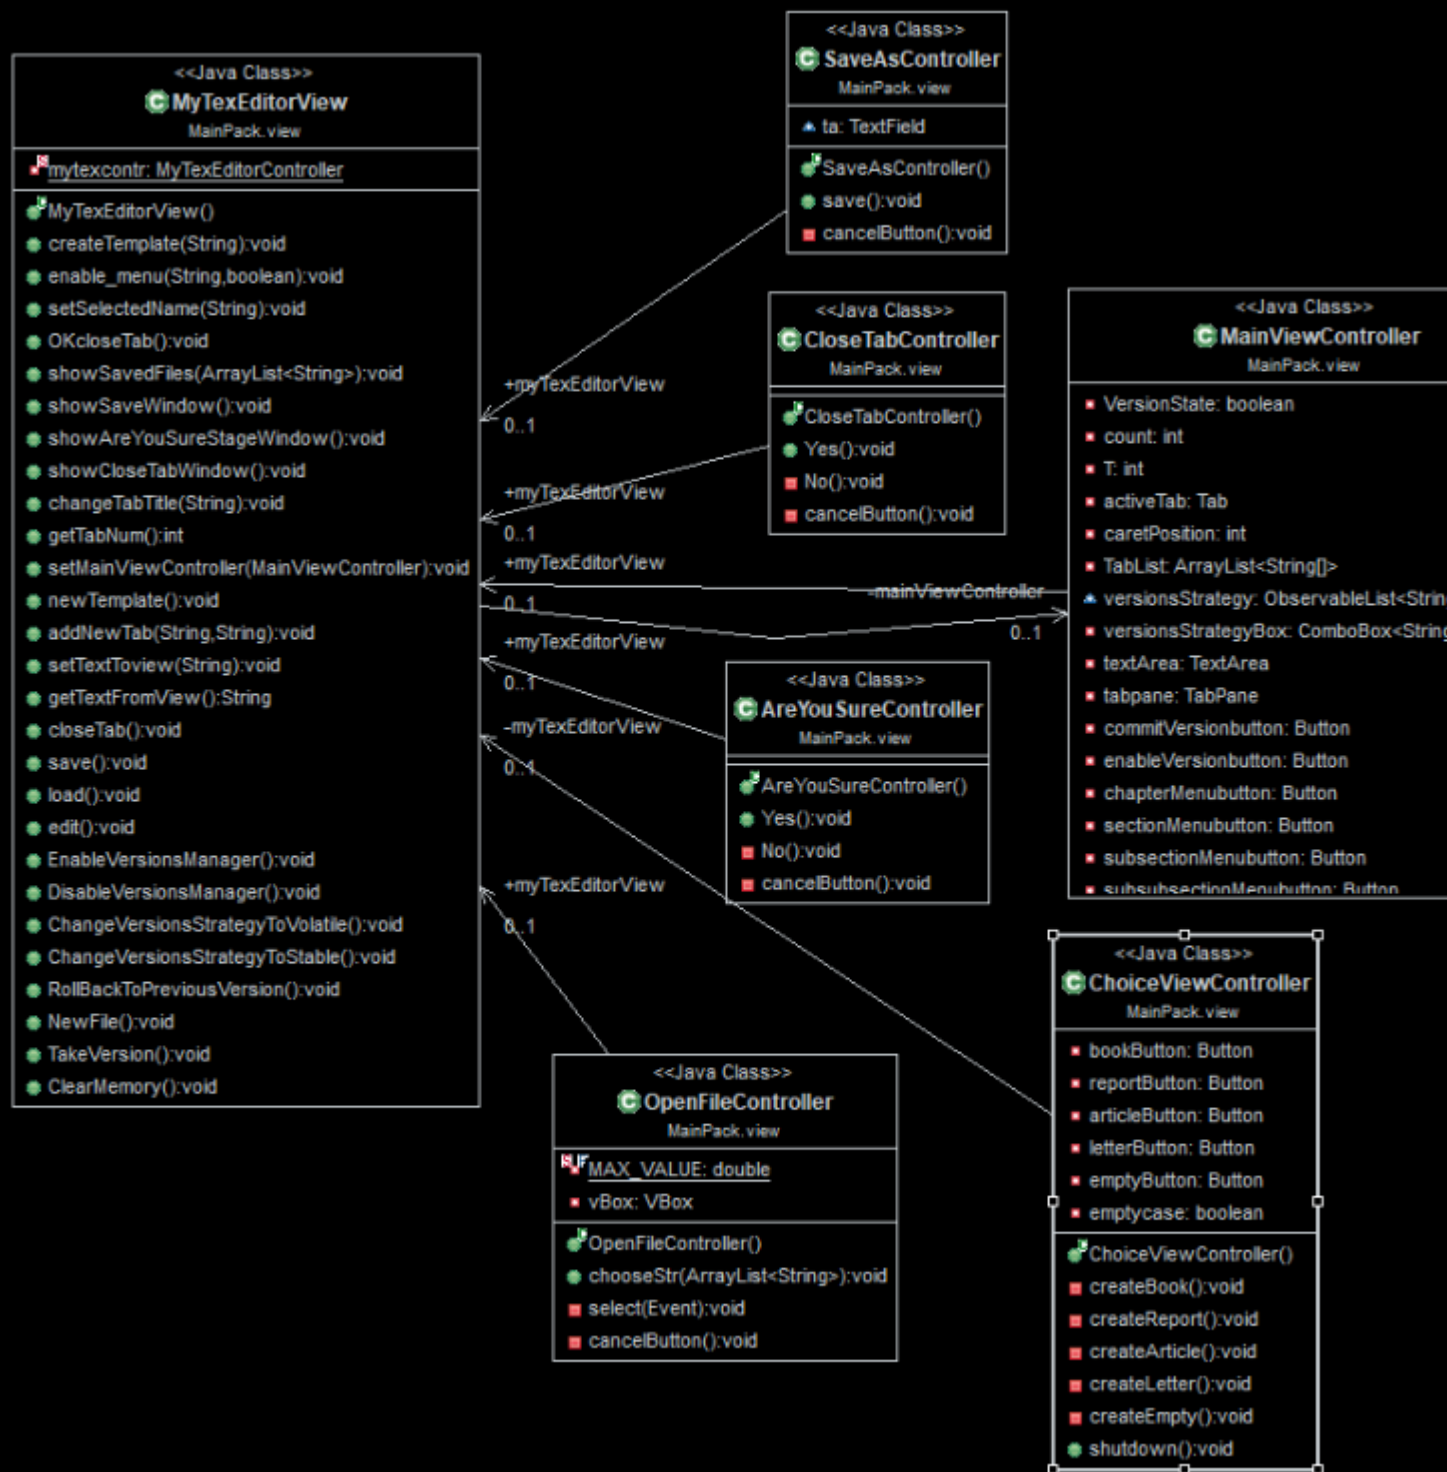 <<Java Class>>
MyTexEditorView
MainPack.view
mytexcontr: MyTexEditorController
MyTexEditorView()
createTemplate(String):void
enable_menu(String,boolean):void
setSelectedName(String):void
OKcloseTab():void
showSavedFiles(ArrayList<String>):void
showSaveWindow():void
showAreYouSureStageWindow():void
showCloseTabWindow():void
changeTabTitle(String):void
getTabNum():int
setMainViewController(MainViewController):void
newTemplate():void
addNewTab(String,String):void
setTextToview(String):void
getTextFromView():String
closeTab():void
save():void
load():void
edit():void
EnableVersionsManager():void
DisableVersionsManager():void
ChangeVersionsStrategyToVolatile():void
ChangeVersionsStrategyToStable():void
RollBackToPreviousVersion():void
NewFile():void
TakeVersion():void
ClearMemory():void
+myTexEditorView
0..1
+myTexEditorView
0..1
+myTexEditorView
0..1
-mainViewController
0..1
+myTexEditorView
0..1
-myTexEditorView
0..1
+myTexEditorView
0..1
<<Java Class>>
SaveAsController
MainPack.view
ta: TextField
SaveAsController()
save():void
cancelButton():void
<<Java Class>>
CloseTabController
MainPack.view
CloseTabController()
Yes():void
No():void
cancelButton():void
<<Java Class>>
AreYouSureController
MainPack.view
AreYouSureController()
Yes():void
No():void
cancelButton():void
<<Java Class>>
OpenFileController
MainPack.view
MAX_VALUE: double
vBox: VBox
OpenFileController()
chooseStr(ArrayList<String>):void
select(Event):void
cancelButton():void
<<Java Class>>
MainViewController
MainPack.view
VersionState: boolean
count: int
T: int
activeTab: Tab
caretPosition: int
TabList: ArrayList<String[]>
versionsStrategy: ObservableList<String
versionsStrategyBox: ComboBox<String
textArea: TextArea
tabpane: TabPane
commitVersionbutton: Button
enableVersionbutton: Button
chapterMenubutton: Button
sectionMenubutton: Button
subsectionMenubutton: Button
subsubsectionMenubutton: Button
<<Java Class>>
ChoiceViewController
MainPack.view
bookButton: Button
reportButton: Button
articleButton: Button
letterButton: Button
emptyButton: Button
emptycase: boolean
ChoiceViewController()
createBook():void
createReport():void
createArticle():void
createLetter():void
createEmpty():void
shutdown():void